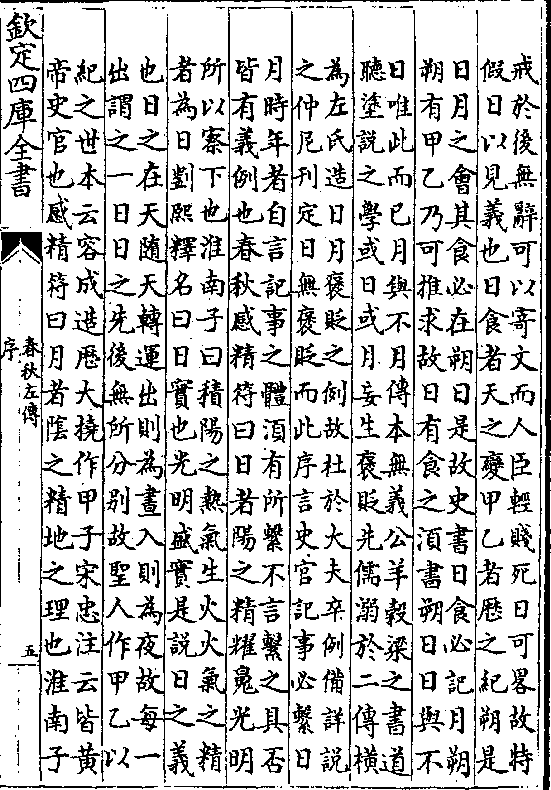 戒於後無辭可以寄文而人臣輕賤死日可畧故特
假日以見義也日食者天之變甲乙者厯之紀朔是
日月之會其食必在朔日是故史書日食必記月朔
朔有甲乙乃可推求故日有食之須書朔日日與不
日唯此而已月與不月傳本無義公羊榖梁之書道
聽塗說之學或日或月妄生褒貶先儒溺於二傳橫
為左氏造日月褒貶之例故杜於大夫卒例備詳說
之仲尼刊定日無褒貶而此序言史官記事必繫日
月時年者自言記事之體須有所繫不言繫之具否
皆有義例也春秋感精符曰日者陽之精耀魄光明
所以察下也淮南子曰積陽之熱氣生火火氣之精
者為日劉熙釋名曰日實也光明盛實是說日之義
也日之在天隨天轉運出則為晝入則為夜故每一
出謂之一日日之先後無所分別故聖人作甲乙以
紀之世本云容成造厯大撓作甲子宋忠注云皆黃
帝史官也感精符曰月者陰之精地之理也淮南子
欽定四庫全書
春秋左傳
序
五